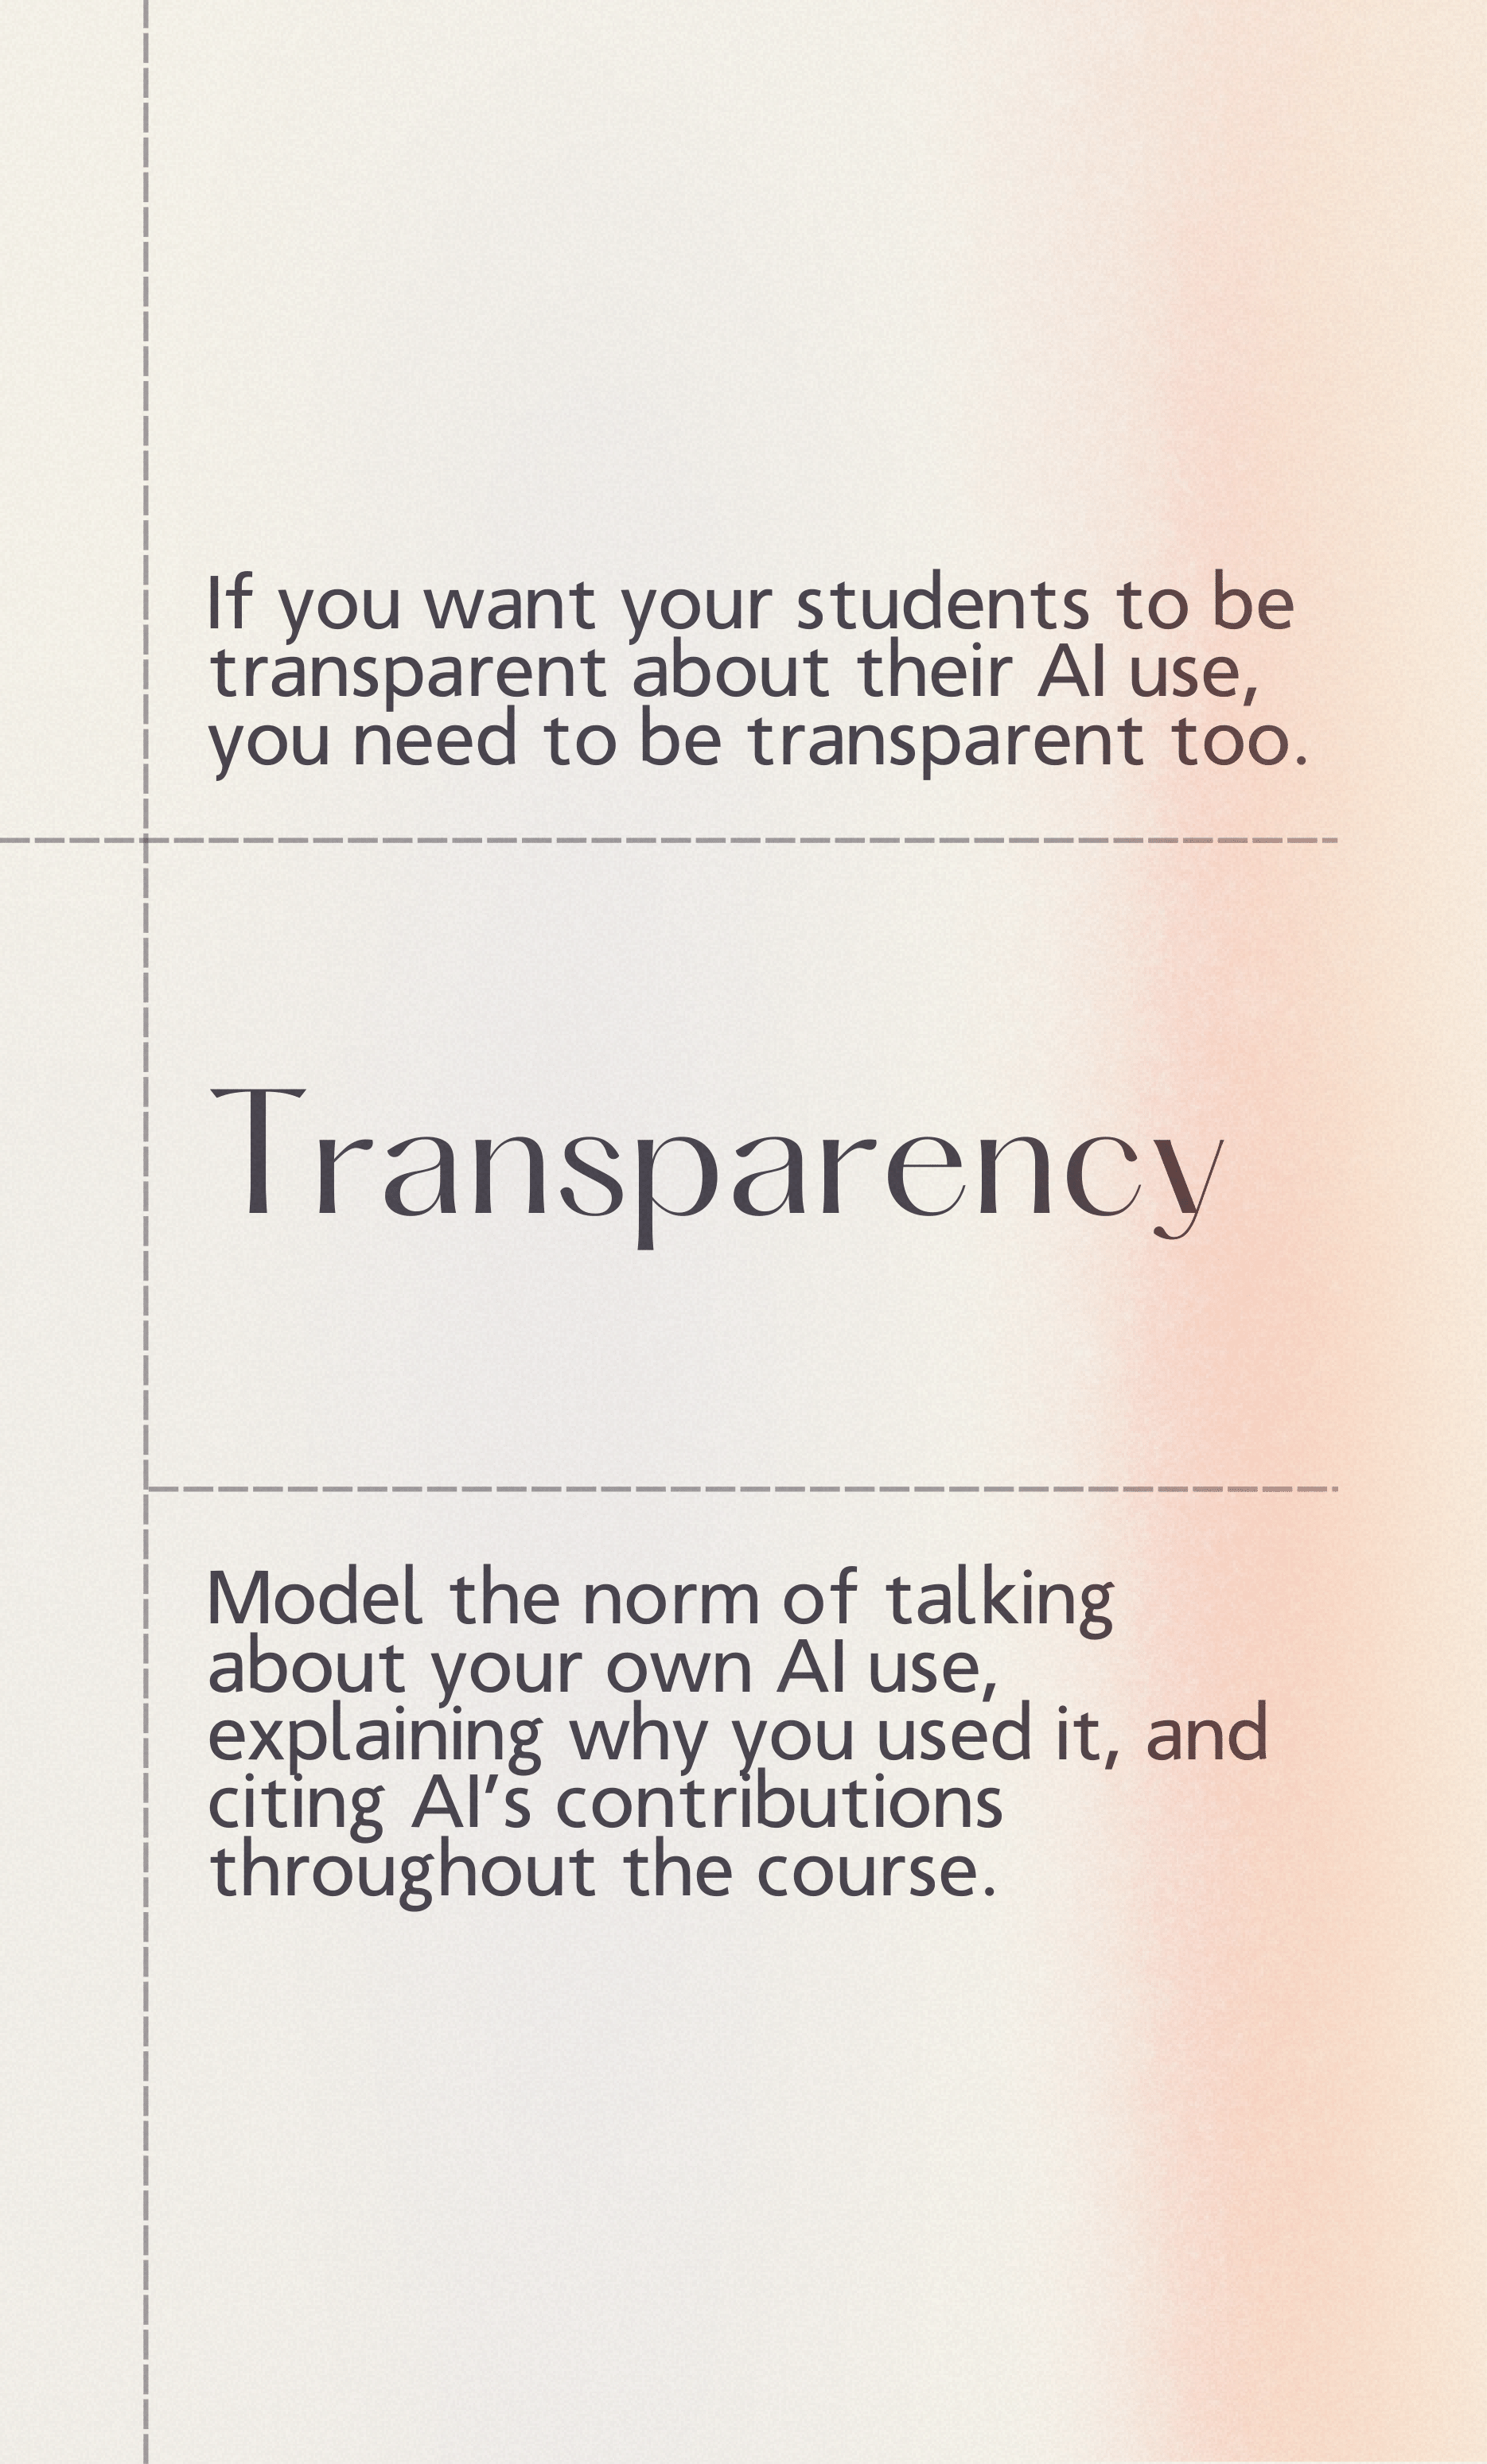 If you want your students to be
transparent about their AI use,
you need to be transparent too.
Transparency
Model the norm of talking
about your own AI use,
explaining why you used it, and
citing AI’s contributions
throughout the course.